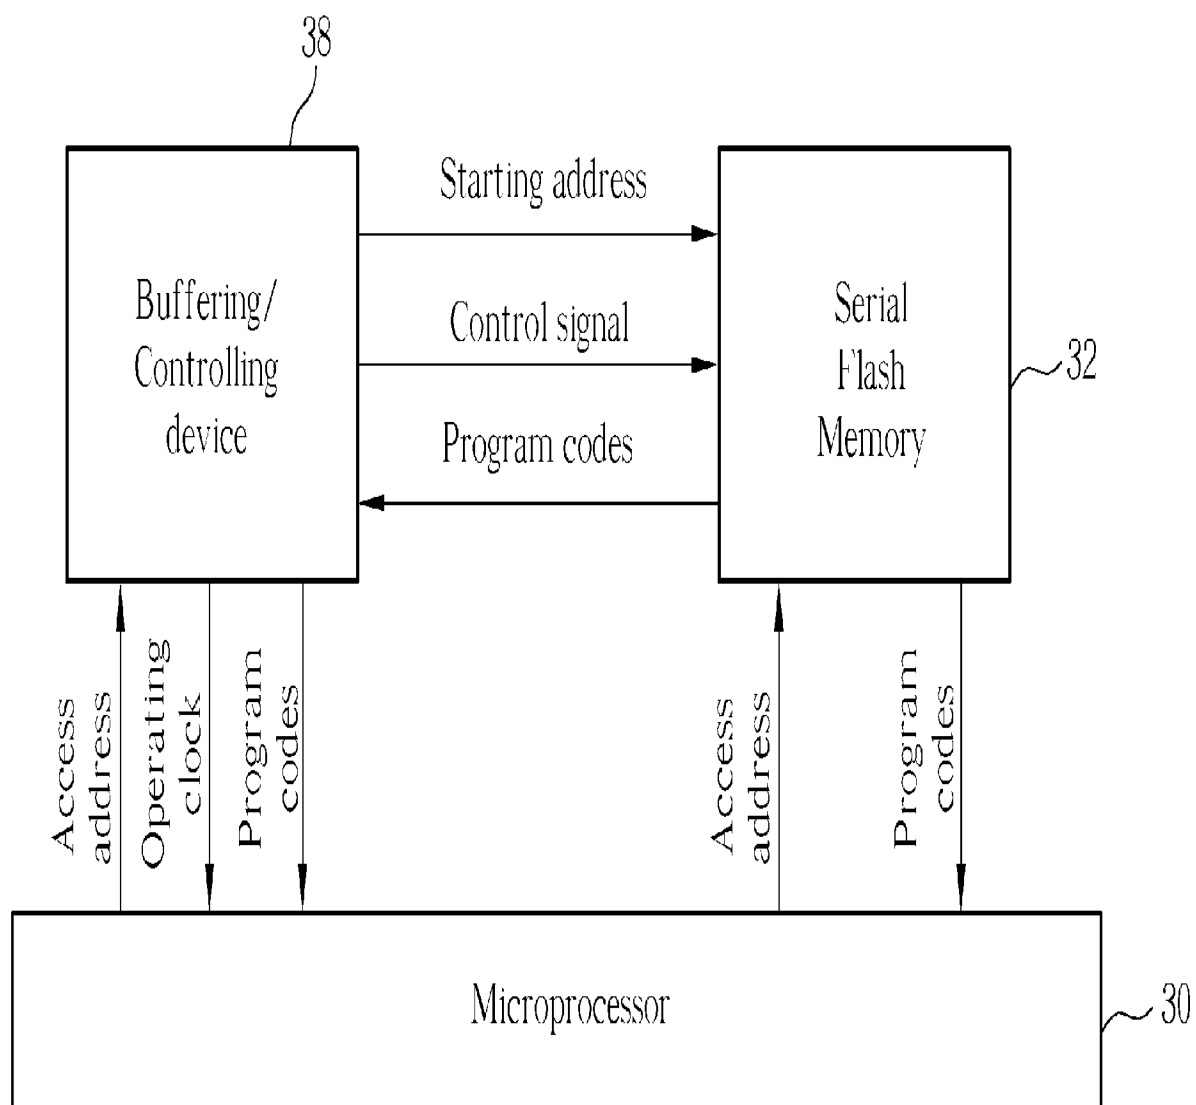 38
Starting address
Buffering/
Controlling
device
Control signal
Program codes
Serial
Flash
Memory
32
Access
address
Operating
clock
Program
codes
Access
address
Program
codes
Microprocessor
30